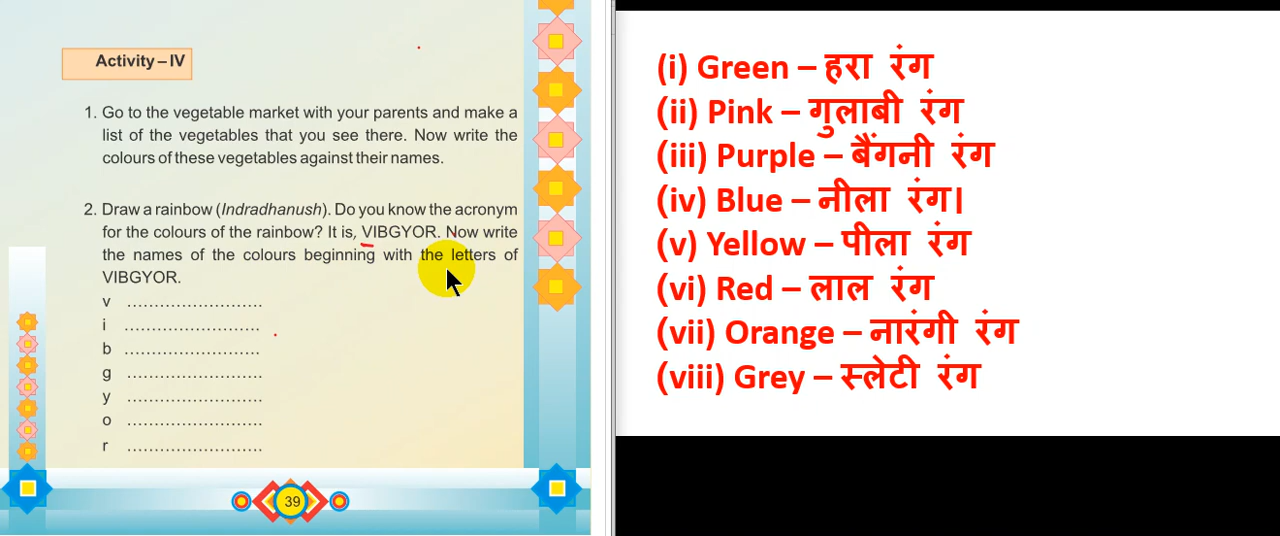 Activity – IV
1. Go to the vegetable market with your parents and make a
list of the vegetables that you see there. Now write the
colours of these vegetables against their names.
2. Draw a rainbow (Indradhanush). Do you know the acronym
for the colours of the rainbow? It is, VIBGYOR. Now write
the names of the colours beginning with the letters of
VIBGYOR.
v ...........................
i ...........................
b ...........................
g ...........................
y ...........................
o ...........................
r ...........................
39
(i) Green – हरा रंग
(ii) Pink – गुलाबी रंग
(iii) Purple – बैंगनी रंग
(iv) Blue – नीला रंग।
(v) Yellow – पीला रंग
(vi) Red – लाल रंग
(vii) Orange – नारंगी रंग
(viii) Grey – स्लेटी रंग